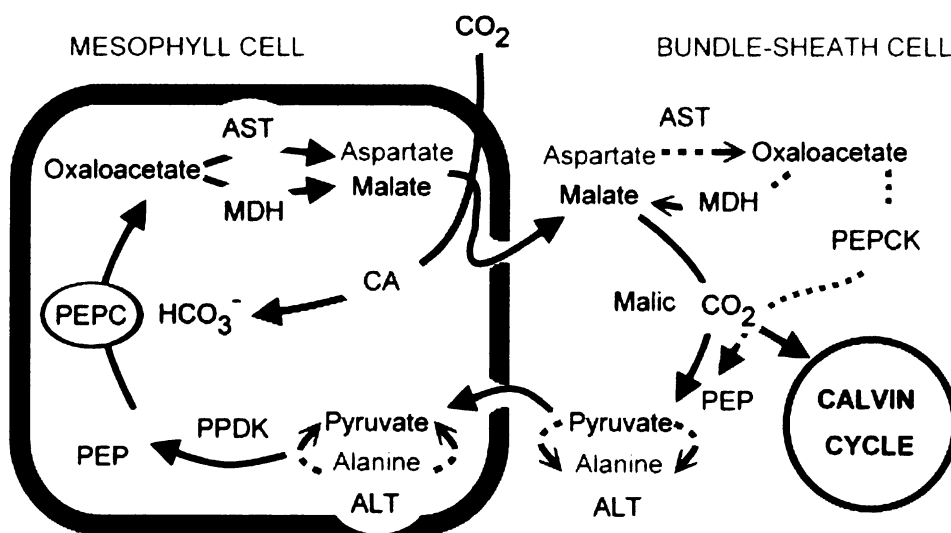 CO2
MESOPHYLL CELL
BUNDLE-SHEATH CELL
AST
Oxaloacetate
Aspartate
Malate
MDH
AST
Aspartate
Oxaloacetate
Malate
MDH
PEPCK
CA
PEPC
HCO3-
Malic
CO2
PEP
CALVIN
CYCLE
PEP
PPDK
Pyruvate
Alanine
ALT
Pyruvate
Alanine
ALT